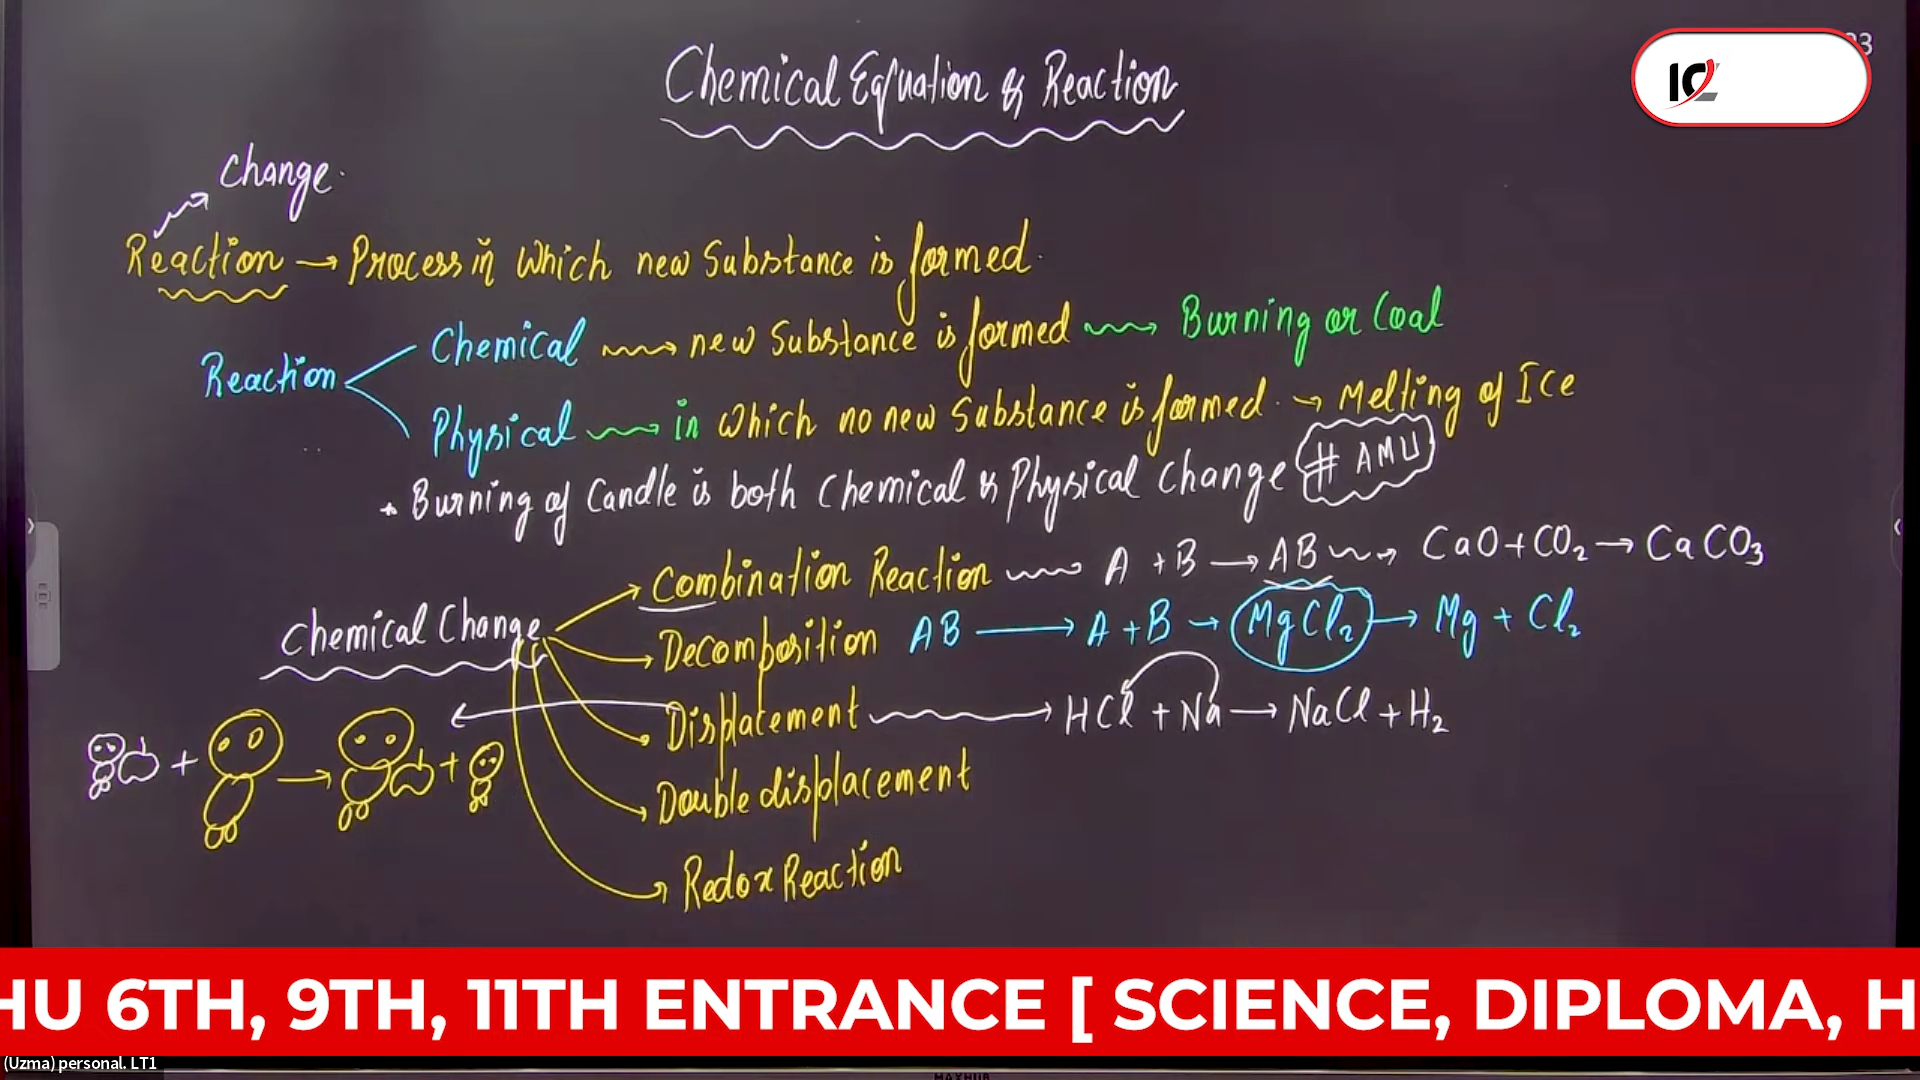 Chemical Equation & Reaction
33
Change.
Reaction → Process in which new Substance is formed.
Reaction
Chemical → new Substance is formed → Burning or Coal
Physical → in which no new Substance is formed. → Melting of Ice
* Burning of Candle is both Chemical & Physical Change # AMU
Chemical Change
Combination Reaction A + B → AB → CaO + CO₂ → CaCO₃
Decomposition AB → A + B → MgCl₂ → Mg + Cl₂
Displacement → HCl + Na → NaCl + H₂
+ → +
Double displacement
Redox Reaction
HU 6TH, 9TH, 11TH ENTRANCE [ SCIENCE, DIPLOMA, H
(Uzma) personal. LT1
MAXHUB